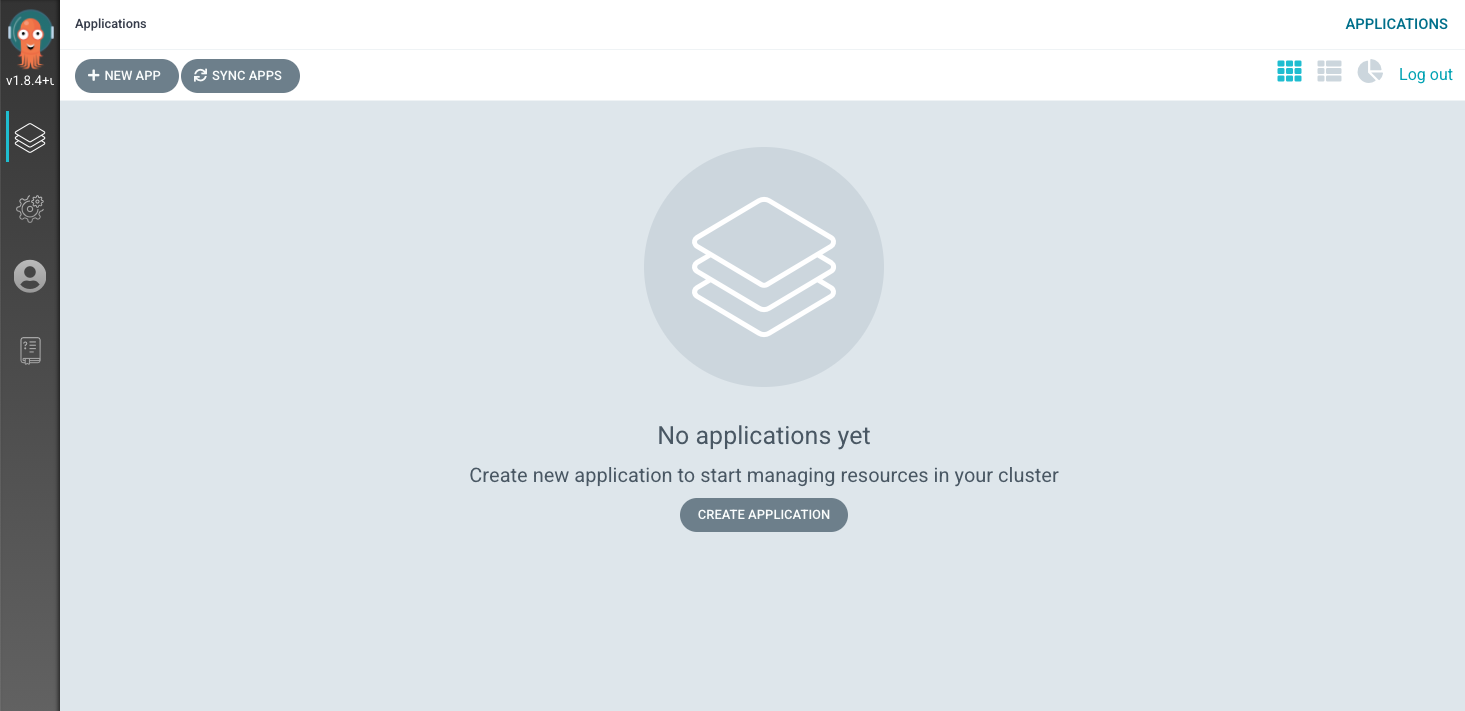 Applications
APPLICATIONS
v1.8.4+
NEW APP
SYNC APPS
Log out
No applications yet
Create new application to start managing resources in your cluster
CREATE APPLICATION